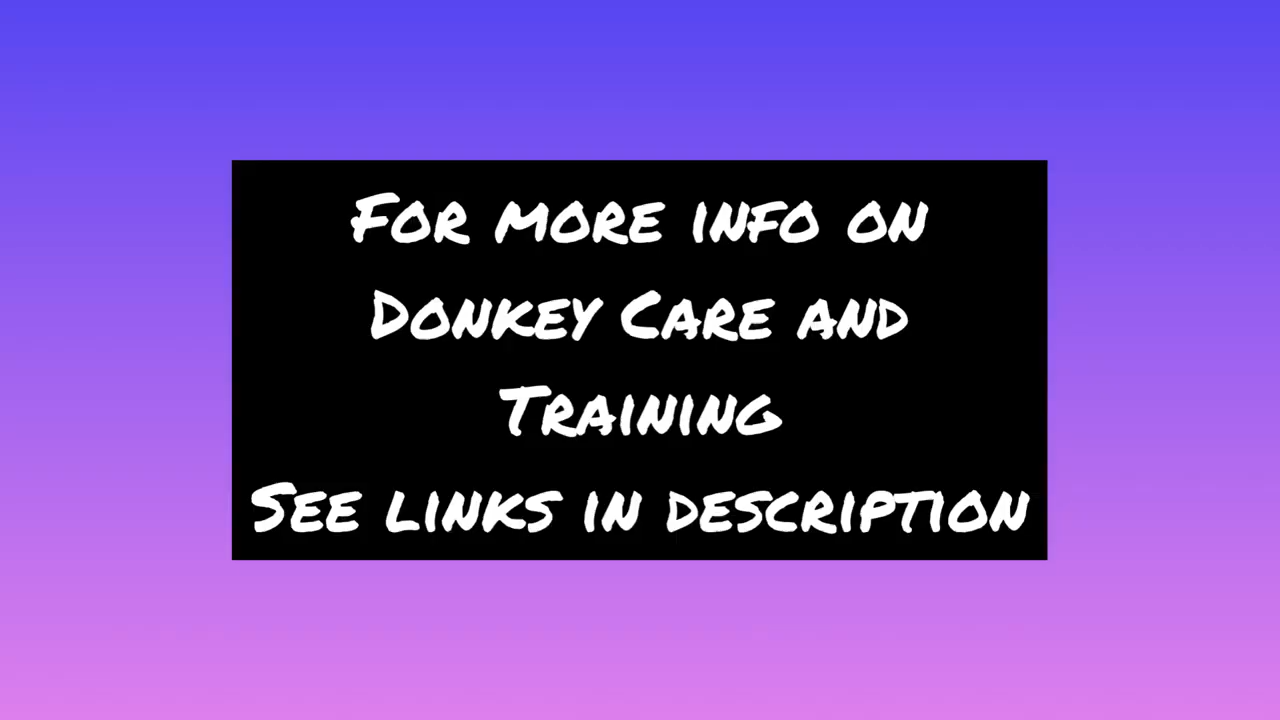 For more info on
Donkey Care and
Training
See links in description